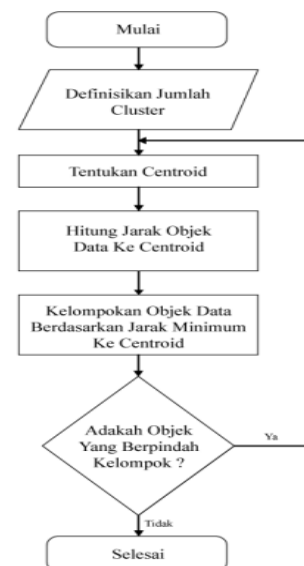 Mulai
Definisikan Jumlah
Cluster
Tentukan Centroid
Hitung Jarak Objek
Data Ke Centroid
Kelompokan Objek Data
Berdasarkan Jarak Minimum
Ke Centroid
Adakah Objek
Yang Berpindah
Kelompok ?
Ya
Tidak
Selesai